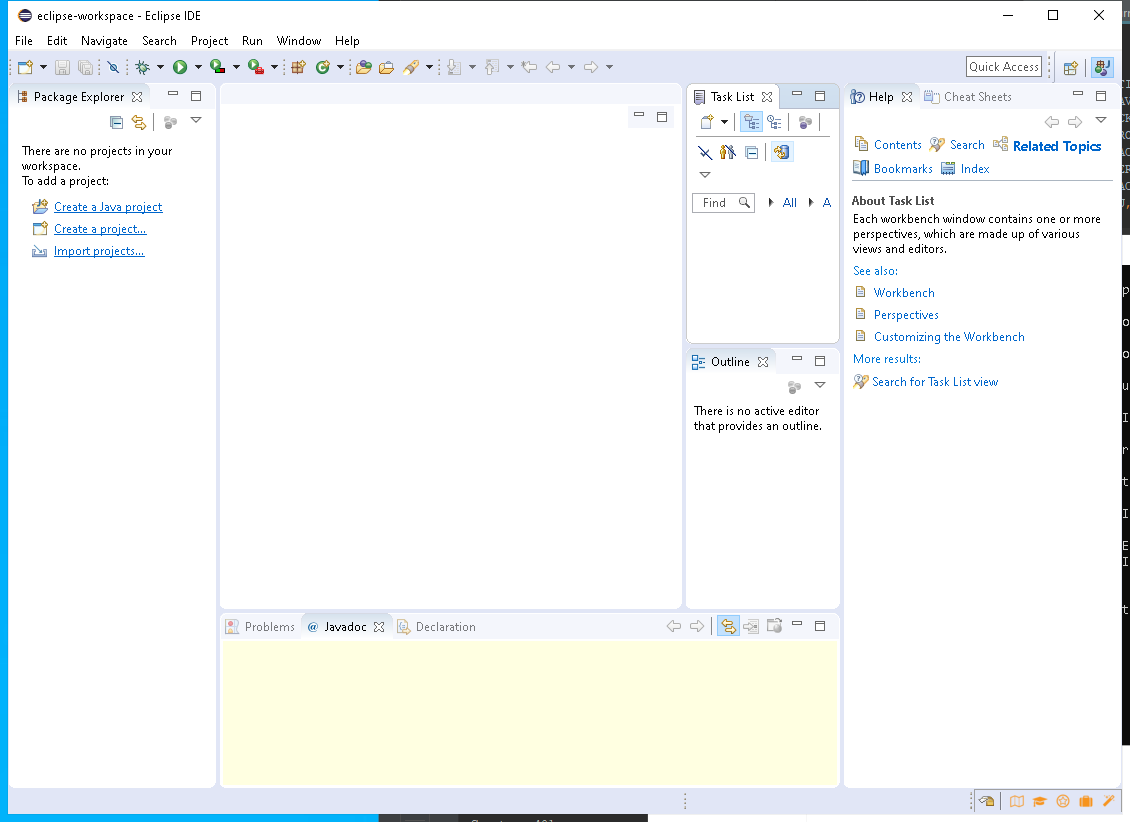 eclipse-workspace - Eclipse IDE
File Edit Navigate Search Project Run Window Help
Quick Access
Package Explorer
There are no projects in your
workspace.
To add a project:
Create a Java project
Create a project...
Import projects...
Task List
Find All A
Outline
There is no active editor
that provides an outline.
Help Cheat Sheets
Contents Search Related Topics
Bookmarks Index
About Task List
Each workbench window contains one or more
perspectives, which are made up of various
views and editors.
See also:
Workbench
Perspectives
Customizing the Workbench
More results:
Search for Task List view
Problems @ Javadoc Declaration